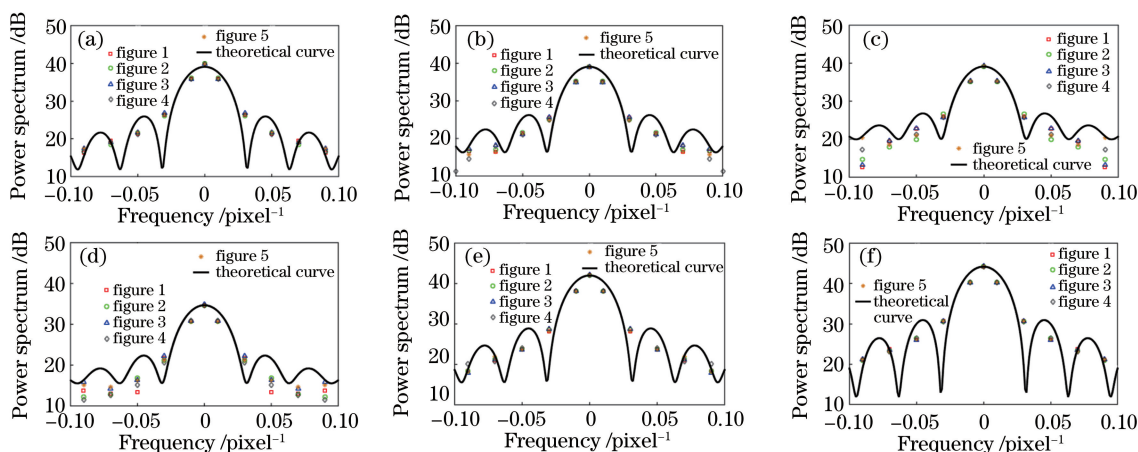 (a)
figure 1
figure 2
figure 3
figure 4
figure 5
theoretical curve
Power spectrum /dB
50
40
30
20
10
−0.10
−0.05
0
0.05
0.10
Frequency /pixel⁻¹
(b)
figure 1
figure 2
figure 3
figure 4
figure 5
theoretical curve
Power spectrum /dB
50
40
30
20
10
−0.10
−0.05
0
0.05
0.10
Frequency /pixel⁻¹
(c)
figure 1
figure 2
figure 3
figure 4
figure 5
theoretical curve
Power spectrum /dB
50
40
30
20
10
−0.10
−0.05
0
0.05
0.10
Frequency /pixel⁻¹
(d)
figure 5
theoretical curve
figure 1
figure 2
figure 3
figure 4
Power spectrum /dB
50
40
30
20
10
−0.10
−0.05
0
0.05
0.10
Frequency /pixel⁻¹
(e)
figure 1
figure 2
figure 3
figure 4
figure 5
theoretical curve
Power spectrum /dB
50
40
30
20
10
−0.10
−0.05
0
0.05
0.10
Frequency /pixel⁻¹
(f)
figure 1
figure 2
figure 3
figure 4
figure 5
theoretical
curve
Power spectrum /dB
50
40
30
20
10
−0.10
−0.05
0
0.05
0.10
Frequency /pixel⁻¹